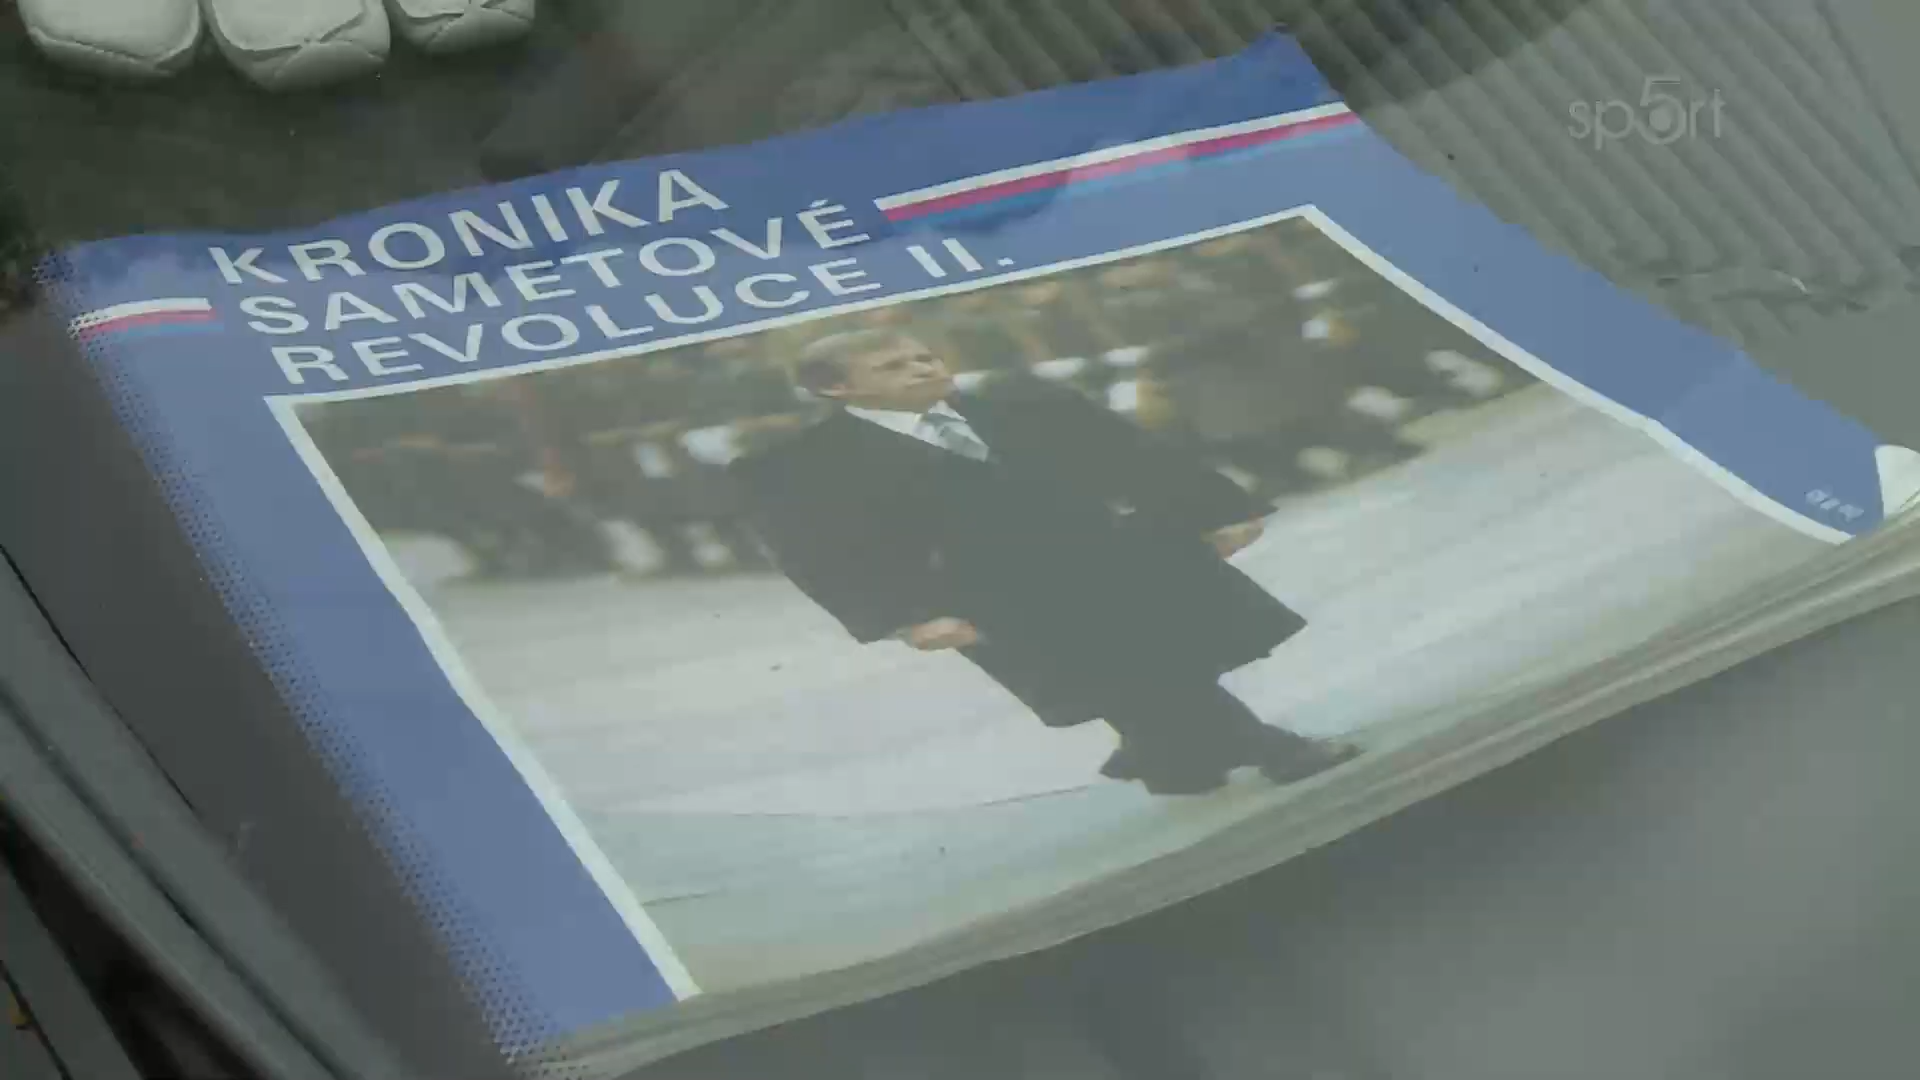 sp5rt
KRONIKA
SAMETOVÉ
REVOLUCE II.